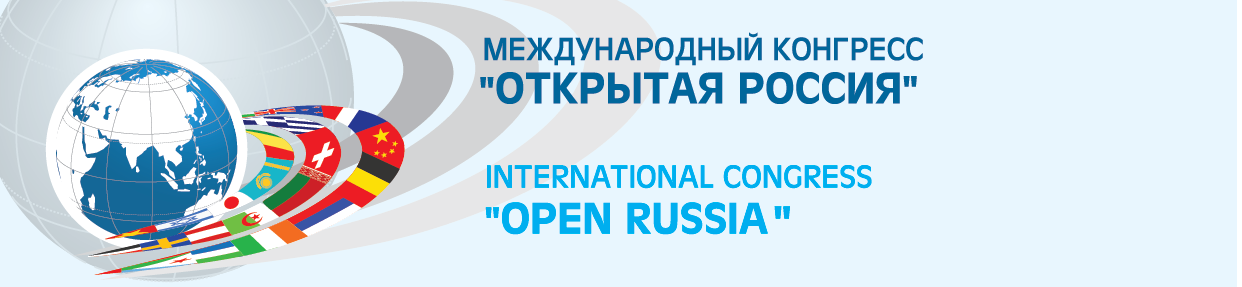 МЕЖДУНАРОДНЫЙ КОНГРЕСС
"ОТКРЫТАЯ РОССИЯ"
INTERNATIONAL CONGRESS
"OPEN RUSSIA "